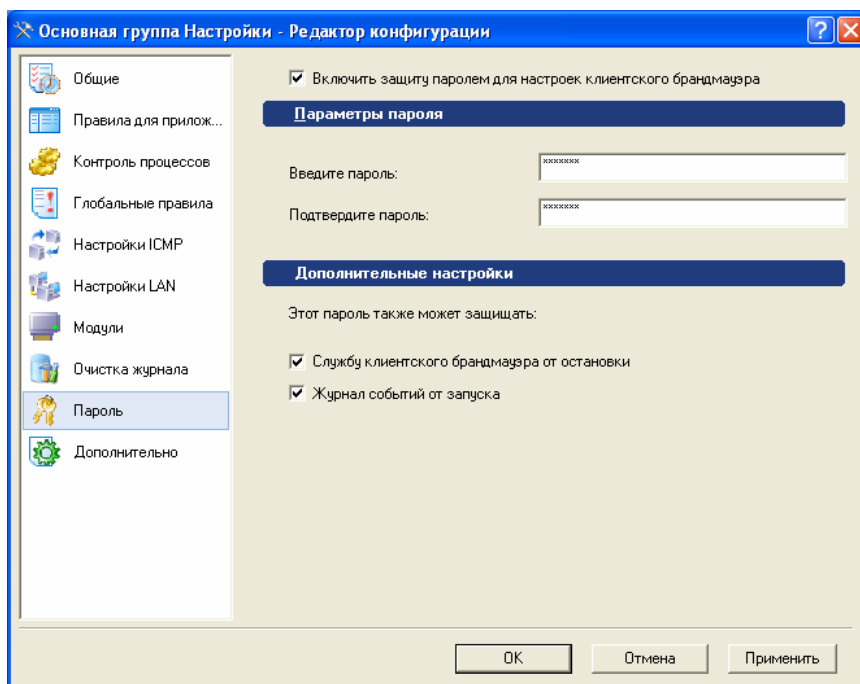 Основная группа Настройки - Редактор конфигурации
Общие
Правила для прилож...
Контроль процессов
Глобальные правила
Настройки ICMP
Настройки LAN
Модули
Очистка журнала
Пароль
Дополнительно
Включить защиту паролем для настроек клиентского брандмауэра
Параметры пароля
Введите пароль: ×××××××
Подтвердите пароль: ×××××××
Дополнительные настройки
Этот пароль также может защищать:
Службу клиентского брандмауэра от остановки
Журнал событий от запуска
OK Отмена Применить